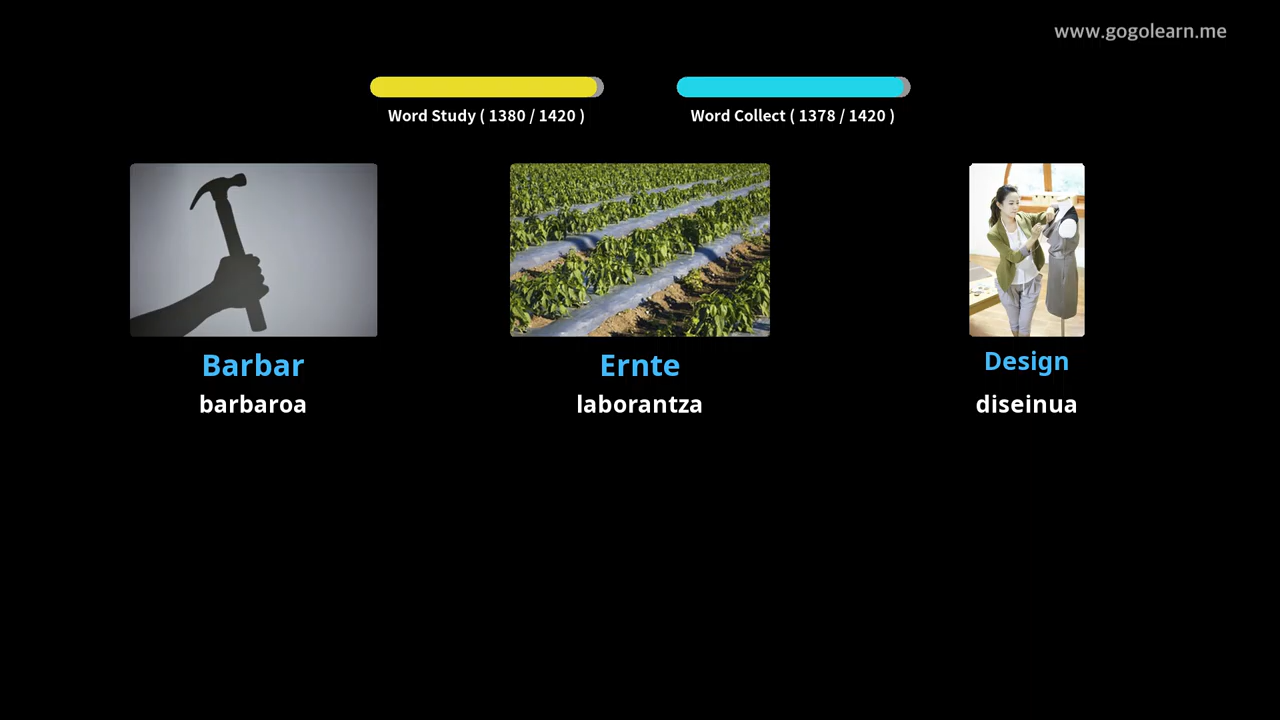 www.gogolearn.me
Word Study ( 1380 / 1420 )
Word Collect ( 1378 / 1420 )
Barbar
Ernte
Design
barbaroa
laborantza
diseinua